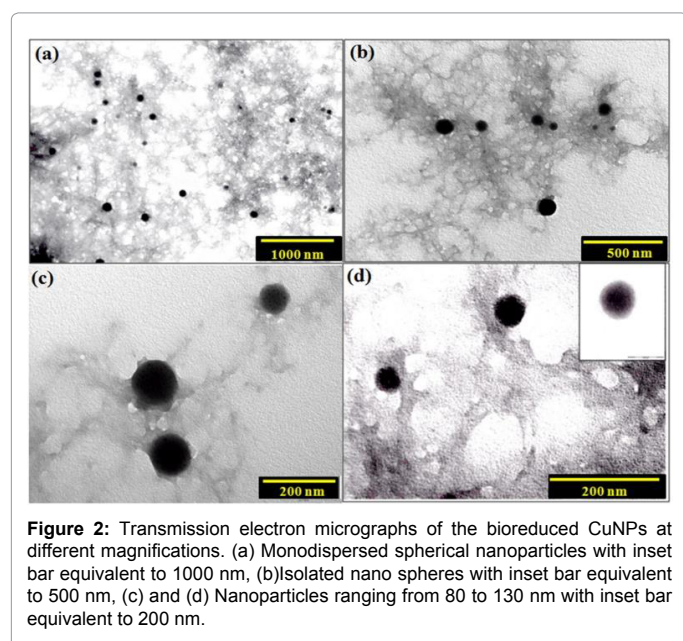 (a)
1000 nm
(b)
500 nm
(c)
200 nm
(d)
200 nm
Figure 2: Transmission electron micrographs of the bioreduced CuNPs at
different magnifications. (a) Monodispersed spherical nanoparticles with inset
bar equivalent to 1000 nm, (b)Isolated nano spheres with inset bar equivalent
to 500 nm, (c) and (d) Nanoparticles ranging from 80 to 130 nm with inset bar
equivalent to 200 nm.